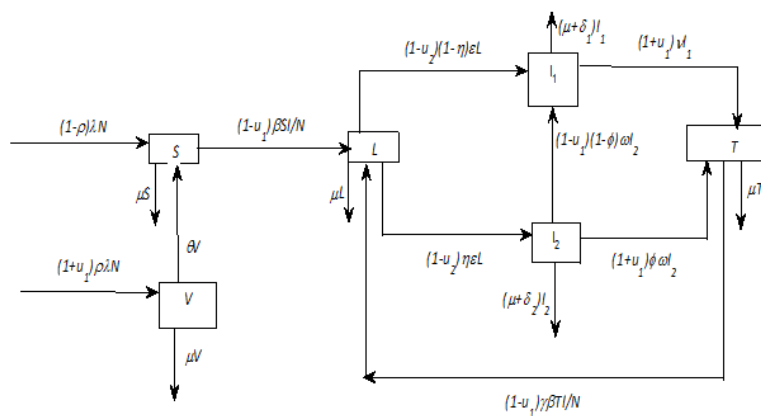 (μ+δ₁)I₁
(1-u₂)(1-η)εL
(1+u₁)νI₁
I₁
(1-ρ)λN
(1-u₁)βSI/N
(1-u₁)(1-φ)ωI₂
S
L
T
μS
μL
μT
θV
I₂
(1-u₂)ηεL
(1+u₁)φωI₂
(1+u₁)ρλN
V
(μ+δ₂)I₂
μV
(1-u₁)γβTI/N